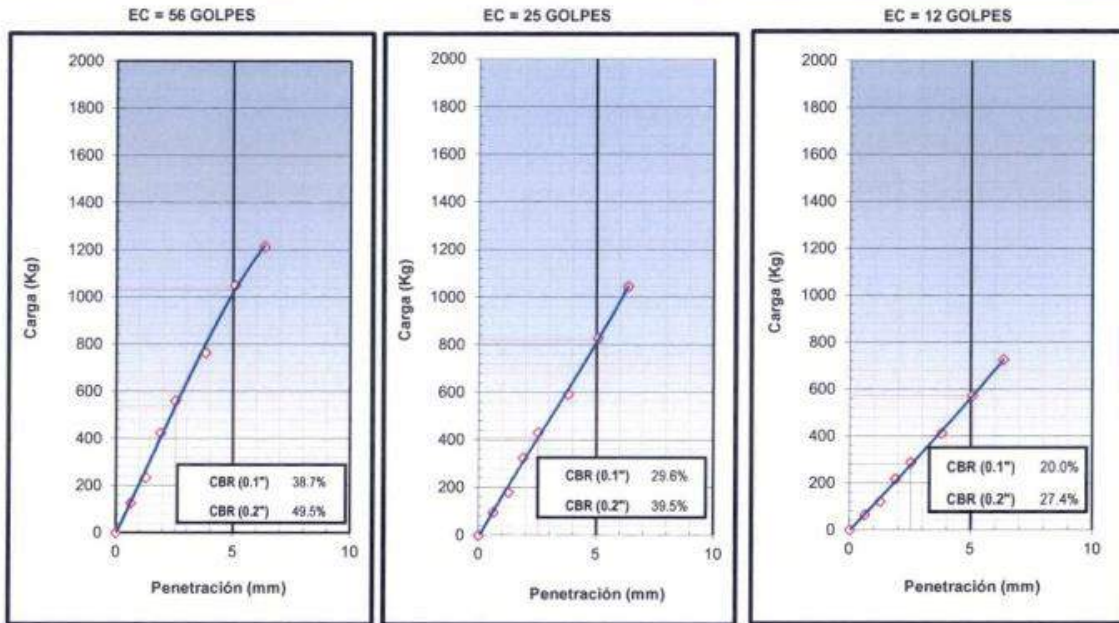 EC = 56 GOLPES
2000
1800
1600
1400
1200
1000
800
600
400
200
0
Carga (Kg)
CBR (0.1") 38.7%
CBR (0.2") 49.5%
0 5 10
Penetración (mm)
EC = 25 GOLPES
2000
1800
1600
1400
1200
1000
800
600
400
200
0
Carga (Kg)
CBR (0.1") 29.6%
CBR (0.2") 39.5%
0 5 10
Penetración (mm)
EC = 12 GOLPES
2000
1800
1600
1400
1200
1000
800
600
400
200
0
Carga (Kg)
CBR (0.1") 20.0%
CBR (0.2") 27.4%
0 5 10
Penetración (mm)